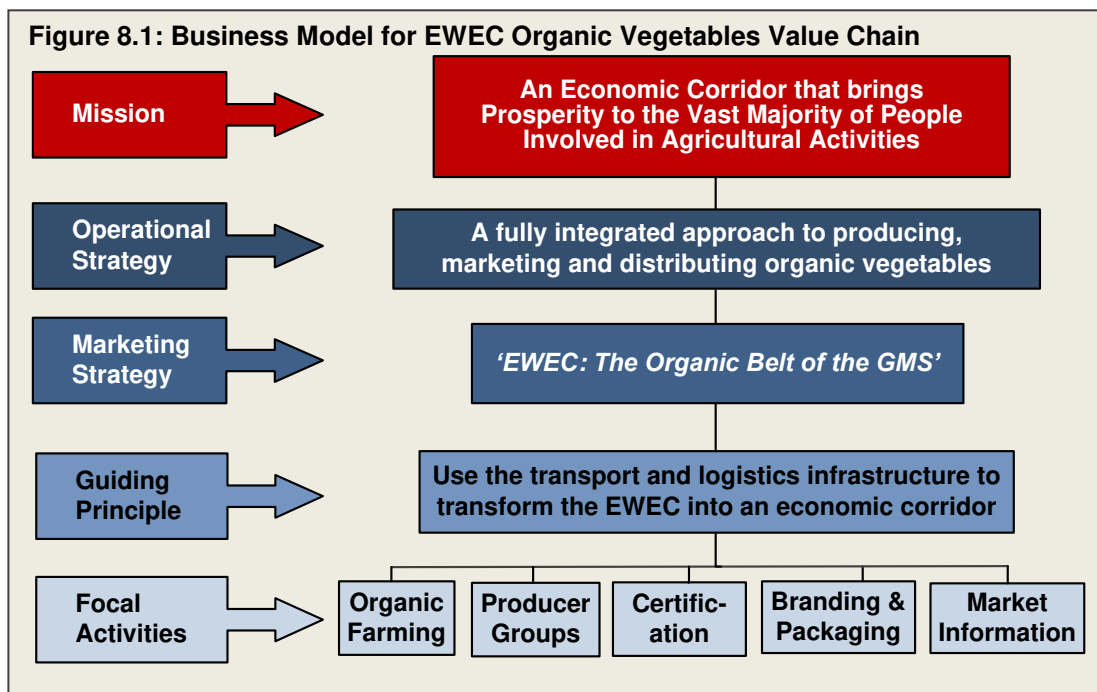 Figure 8.1: Business Model for EWEC Organic Vegetables Value Chain
Mission
An Economic Corridor that brings
Prosperity to the Vast Majority of People
Involved in Agricultural Activities
Operational
Strategy
A fully integrated approach to producing,
marketing and distributing organic vegetables
Marketing
Strategy
‘EWEC: The Organic Belt of the GMS’
Guiding
Principle
Use the transport and logistics infrastructure to
transform the EWEC into an economic corridor
Focal
Activities
Organic
Farming
Producer
Groups
Certific-
ation
Branding &
Packaging
Market
Information